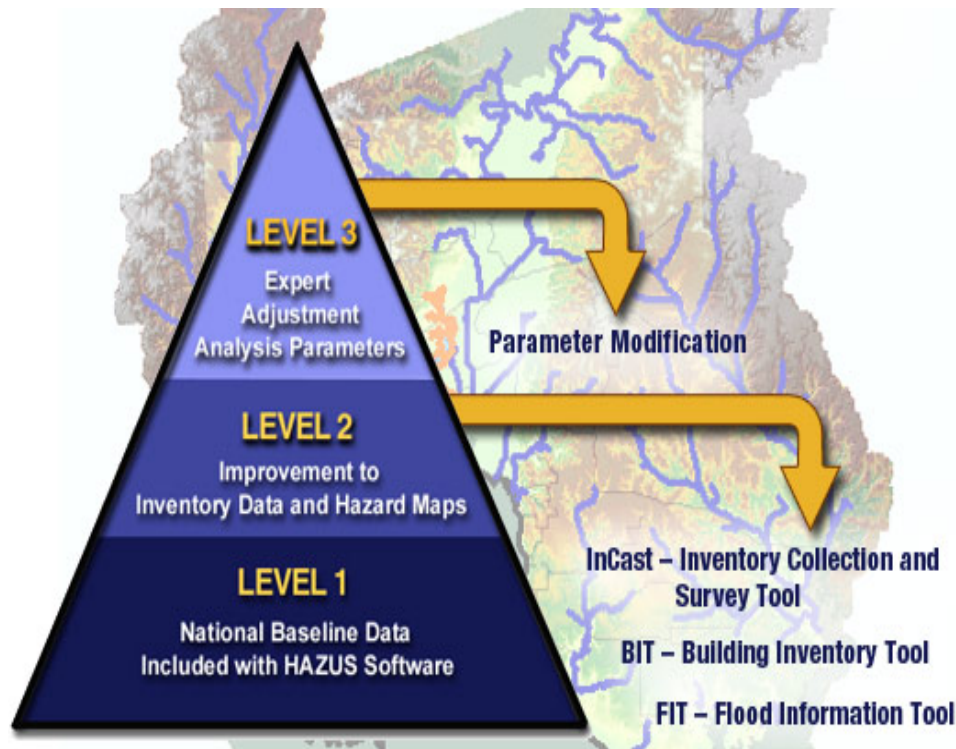 LEVEL 3
Expert
Adjustment
Analysis Parameters
Parameter Modification
LEVEL 2
Improvement to
Inventory Data and Hazard Maps
InCast – Inventory Collection and
Survey Tool
BIT – Building Inventory Tool
FIT – Flood Information Tool
LEVEL 1
National Baseline Data
Included with HAZUS Software